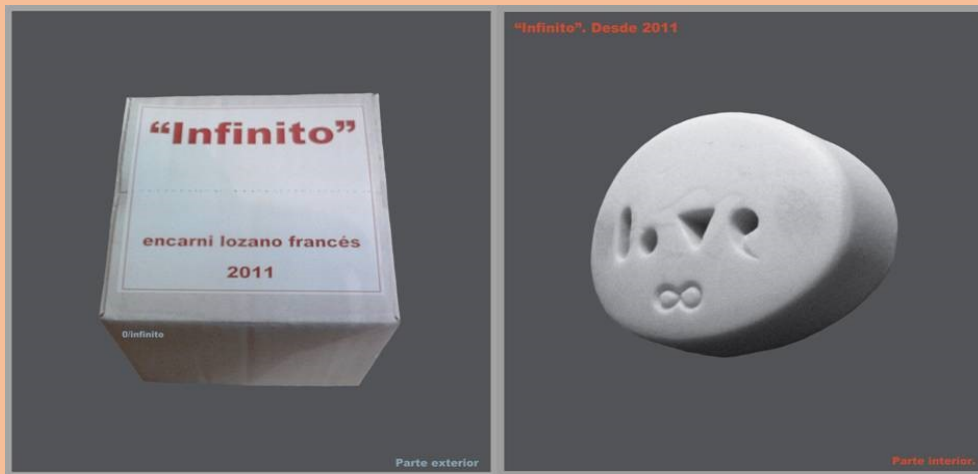 “Infinito”
encarni lozano francés
2011
0/infinito
Parte exterior
“Infinito”. Desde 2011
love
∞
Parte interior.